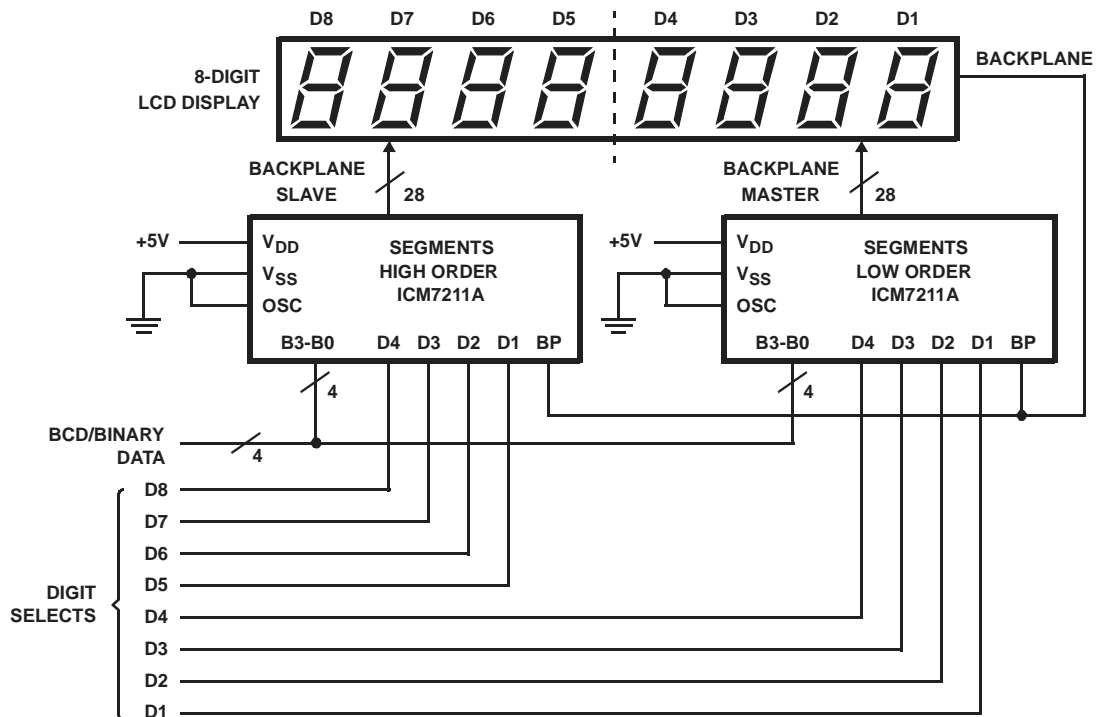 D8 D7 D6 D5 D4 D3 D2 D1
BACKPLANE
8-DIGIT
LCD DISPLAY
BACKPLANE
SLAVE
28
BACKPLANE
MASTER
28
+5V
VDD
VSS
OSC
SEGMENTS
HIGH ORDER
ICM7211A
B3-B0 D4 D3 D2 D1 BP
+5V
VDD
VSS
OSC
SEGMENTS
LOW ORDER
ICM7211A
B3-B0 D4 D3 D2 D1 BP
4
4
BCD/BINARY
DATA
4
DIGIT
SELECTS
D8
D7
D6
D5
D4
D3
D2
D1